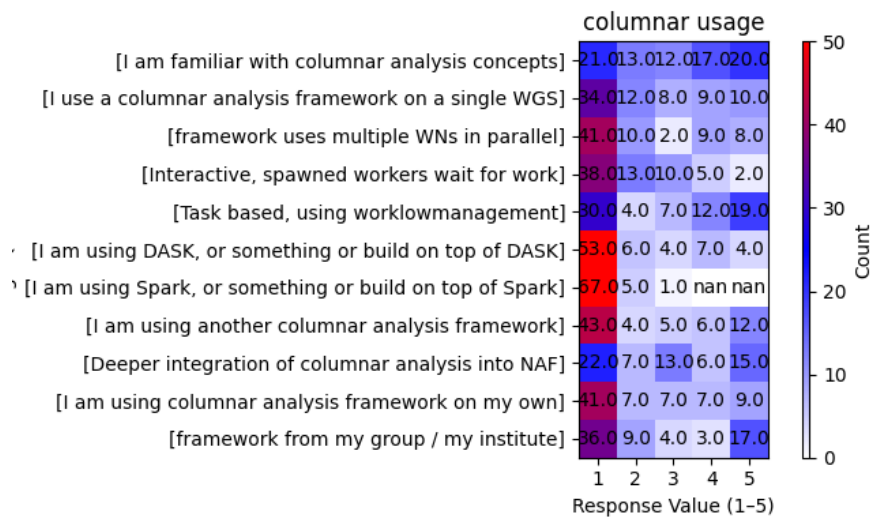 columnar usage
[I am familiar with columnar analysis concepts] 21.0 13.0 12.0 17.0 20.0
[I use a columnar analysis framework on a single WGS] 34.0 12.0 8.0 9.0 10.0
[framework uses multiple WNs in parallel] 41.0 10.0 2.0 9.0 8.0
[Interactive, spawned workers wait for work] 38.0 13.0 10.0 5.0 2.0
[Task based, using worklowmanagement] 30.0 4.0 7.0 12.0 19.0
[I am using DASK, or something or build on top of DASK] 53.0 6.0 4.0 7.0 4.0
[I am using Spark, or something or build on top of Spark] 67.0 5.0 1.0 nan nan
[I am using another columnar analysis framework] 43.0 4.0 5.0 6.0 12.0
[Deeper integration of columnar analysis into NAF] 22.0 7.0 13.0 6.0 15.0
[I am using columnar analysis framework on my own] 41.0 7.0 7.0 7.0 9.0
[framework from my group / my institute] 36.0 9.0 4.0 3.0 17.0
1 2 3 4 5
Response Value (1–5)
50
40
30
20
10
0
Count